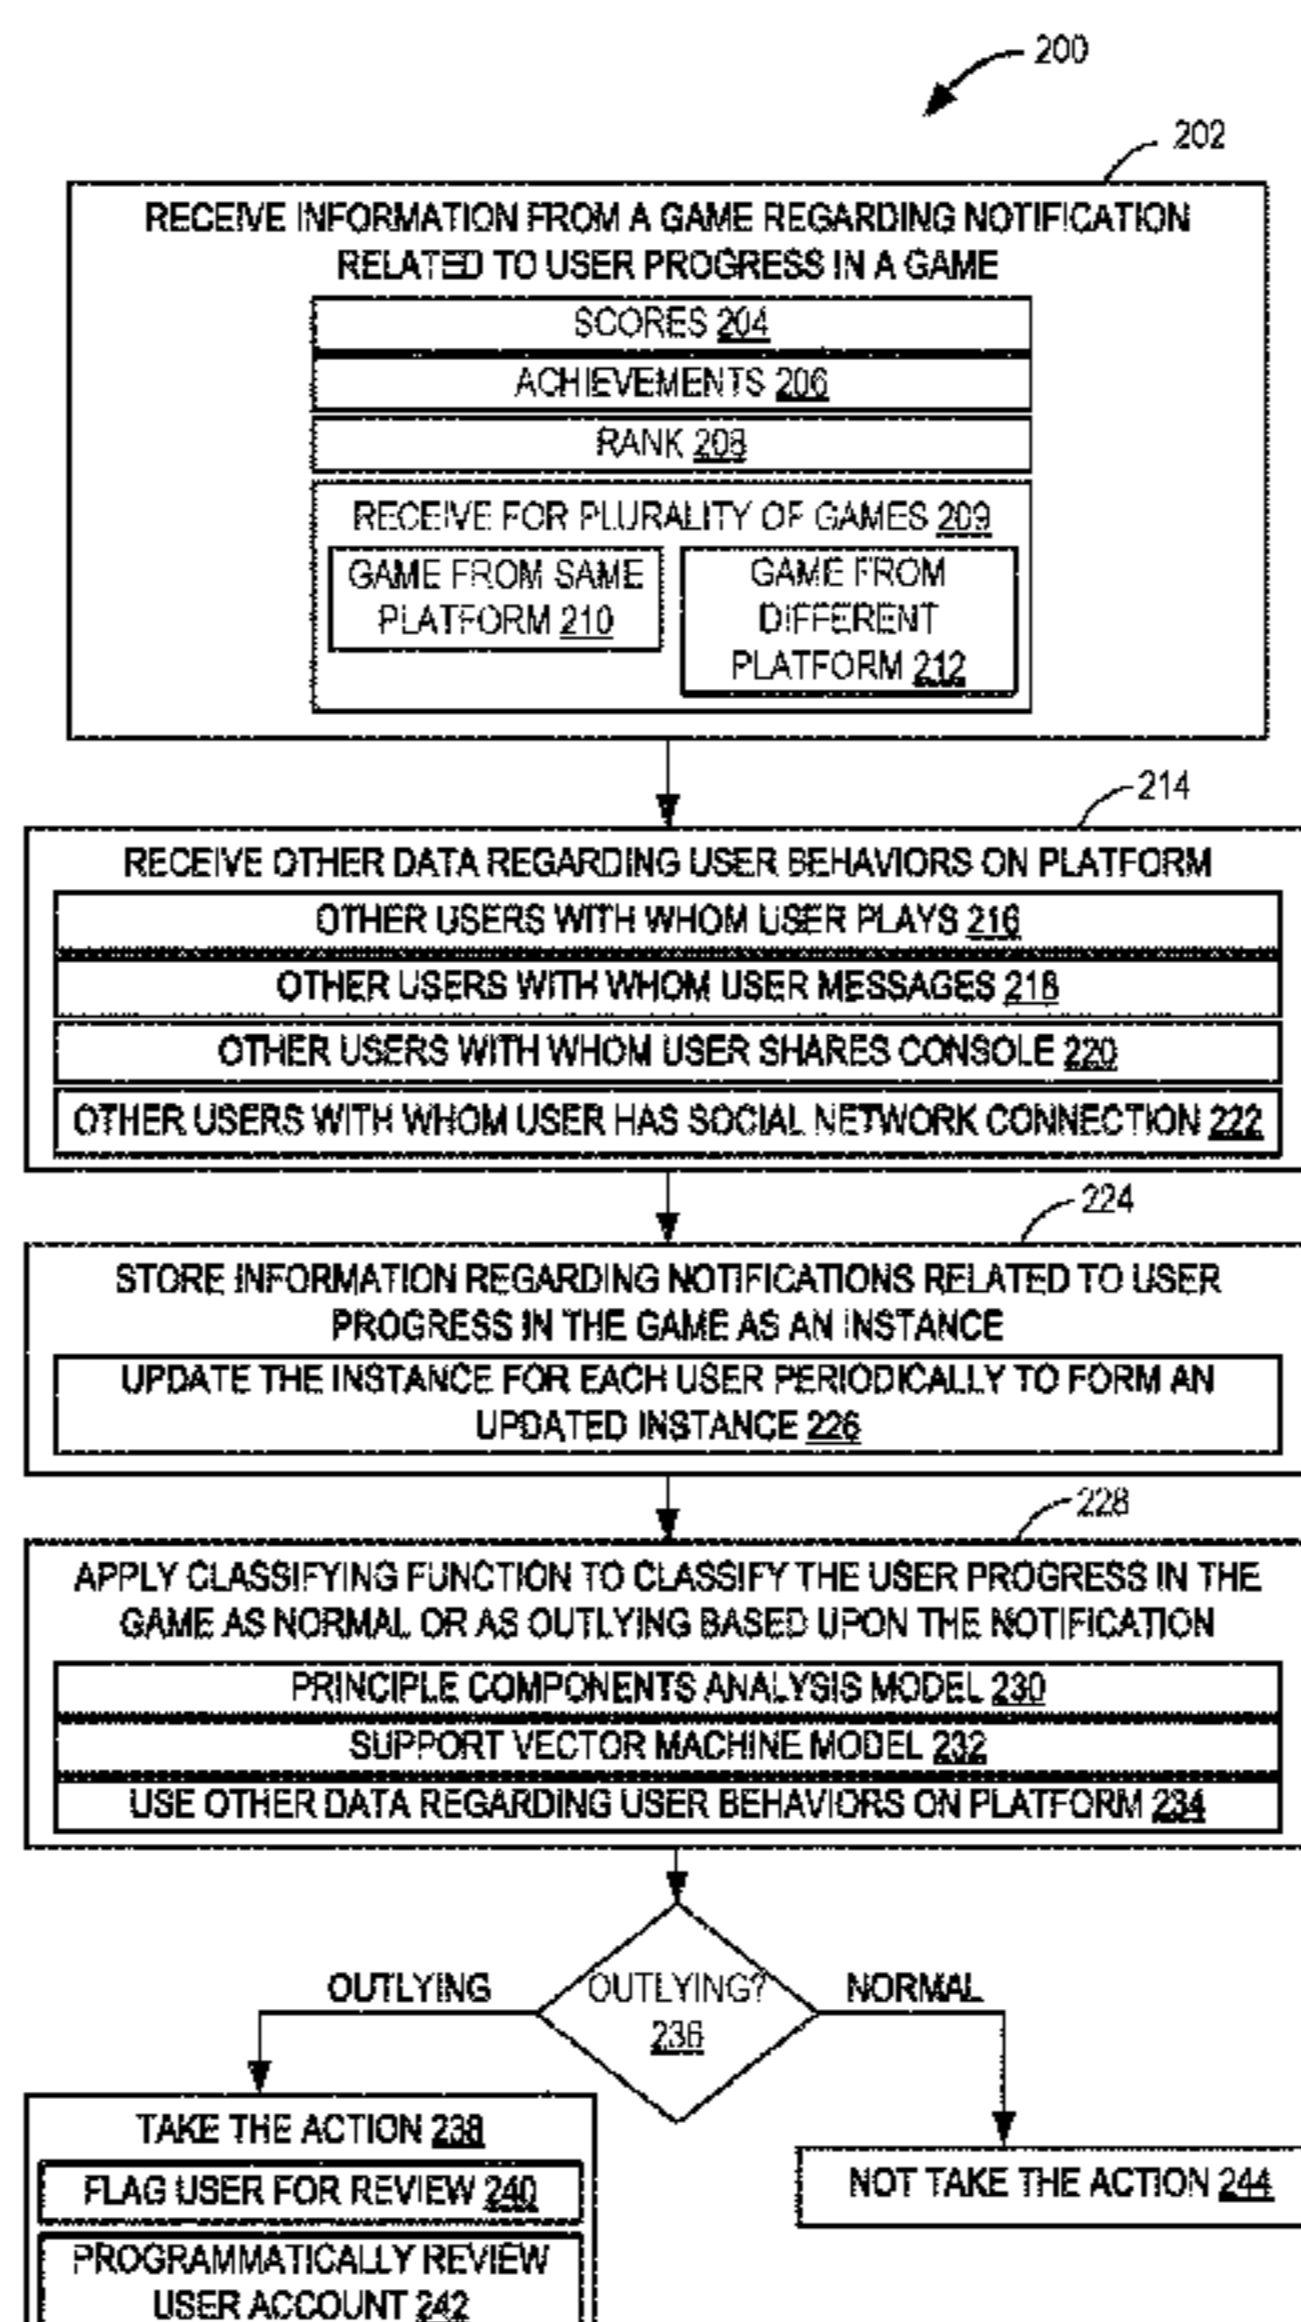 200
202
RECEIVE INFORMATION FROM A GAME REGARDING NOTIFICATION
RELATED TO USER PROGRESS IN A GAME
SCORES 204
ACHIEVEMENTS 206
RANK 208
RECEIVE FOR PLURALITY OF GAMES 209
GAME FROM SAME
PLATFORM 210
GAME FROM
DIFFERENT
PLATFORM 212
214
RECEIVE OTHER DATA REGARDING USER BEHAVIORS ON PLATFORM
OTHER USERS WITH WHOM USER PLAYS 216
OTHER USERS WITH WHOM USER MESSAGES 218
OTHER USERS WITH WHOM USER SHARES CONSOLE 220
OTHER USERS WITH WHOM USER HAS SOCIAL NETWORK CONNECTION 222
224
STORE INFORMATION REGARDING NOTIFICATIONS RELATED TO USER
PROGRESS IN THE GAME AS AN INSTANCE
UPDATE THE INSTANCE FOR EACH USER PERIODICALLY TO FORM AN
UPDATED INSTANCE 226
228
APPLY CLASSIFYING FUNCTION TO CLASSIFY THE USER PROGRESS IN THE
GAME AS NORMAL OR AS OUTLYING BASED UPON THE NOTIFICATION
PRINCIPLE COMPONENTS ANALYSIS MODEL 230
SUPPORT VECTOR MACHINE MODEL 232
USE OTHER DATA REGARDING USER BEHAVIORS ON PLATFORM 234
OUTLYING
OUTLYING?
236
NORMAL
TAKE THE ACTION 238
FLAG USER FOR REVIEW 240
PROGRAMMATICALLY REVIEW
USER ACCOUNT 242
NOT TAKE THE ACTION 244